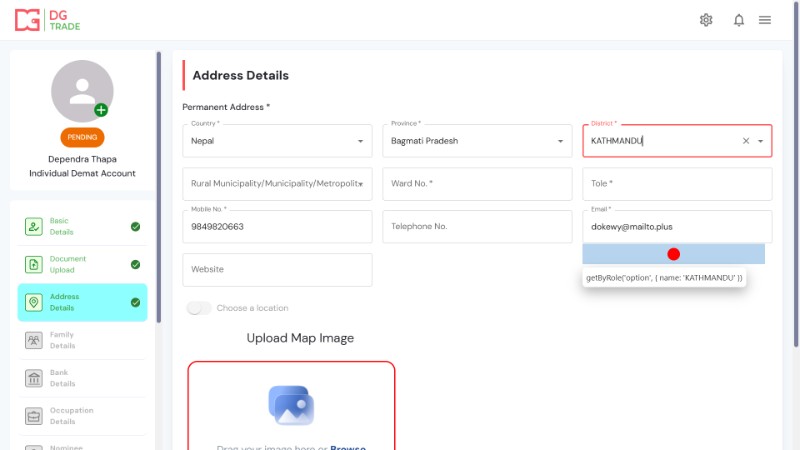 DG
TRADE
PENDING
Dependra Thapa
Individual Demat Account
Basic
Details
Document
Upload
Address
Details
Family
Details
Bank
Details
Occupation
Details
Nominee
Address Details
Permanent Address *
Country *
Nepal
Province *
Bagmati Pradesh
District *
KATHMANDU
Rural Municipality/Municipality/Metropolit
Ward No. *
Tole *
Mobile No. *
9849820663
Telephone No.
Email *
dokewy@mailto.plus
Website
getByRole('option', { name: 'KATHMANDU' })
Choose a location
Upload Map Image
Drag your image here or Browse